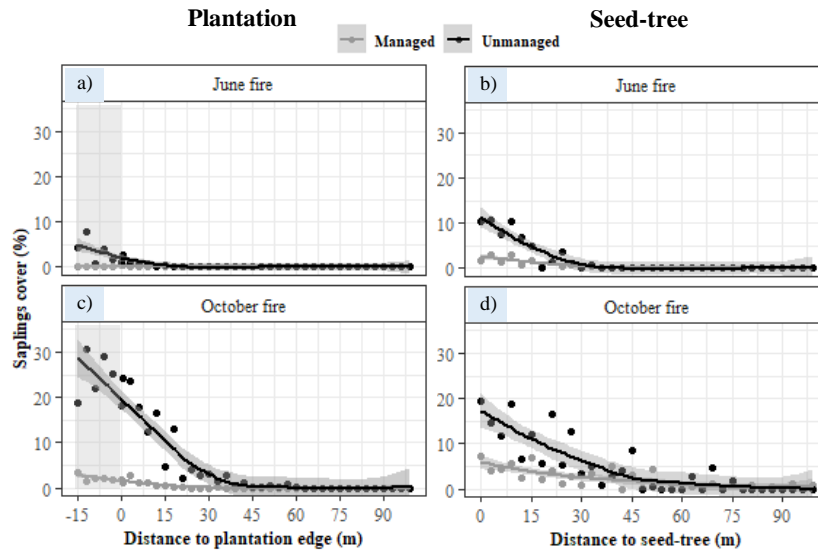 Plantation
Seed-tree
Managed Unmanaged
a)
June fire
b)
June fire
30
20
10
0
30
20
10
0
c)
October fire
d)
October fire
30
20
10
0
30
20
10
0
Saplings cover (%)
-15 0 15 30 45 60 75 90
0 15 30 45 60 75 90
Distance to plantation edge (m)
Distance to seed-tree (m)